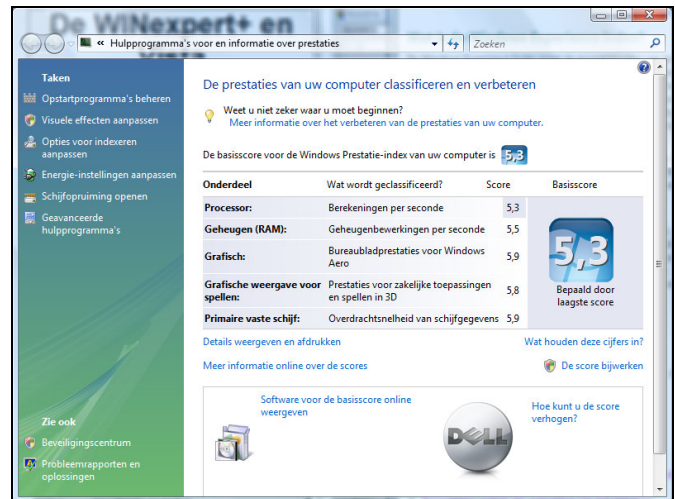 De WINexpert+ en
Vista
« Hulpprogramma's voor en informatie over prestaties
Zoeken
Taken
Opstartprogramma's beheren
Visuele effecten aanpassen
Opties voor indexeren
aanpassen
Energie-instellingen aanpassen
Schijfopruiming openen
Geavanceerde
hulpprogramma's
Zie ook
Beveiligingscentrum
Probleemrapporten en
oplossingen
De prestaties van uw computer classificeren en verbeteren
Weet u niet zeker waar u moet beginnen?
Meer informatie over het verbeteren van de prestaties van uw computer.
De basisscore voor de Windows Prestatie-index van uw computer is 5,3
Onderdeel Wat wordt geclassificeerd? Score Basisscore
Processor: Berekeningen per seconde 5,3
Geheugen (RAM): Geheugenbewerkingen per seconde 5,5
Grafisch: Bureaubladprestaties voor Windows
Aero 5,9
Grafische weergave voor
spellen: Prestaties voor zakelijke toepassingen
en spellen in 3D 5,8
Primaire vaste schijf: Overdrachtsnelheid van schijfgegevens 5,9
5,3
Bepaald door
laagste score
Details weergeven en afdrukken
Wat houden deze cijfers in?
Meer informatie online over de scores
De score bijwerken
Software voor de basisscore online
weergeven
DELL
Hoe kunt u de score
verhogen?